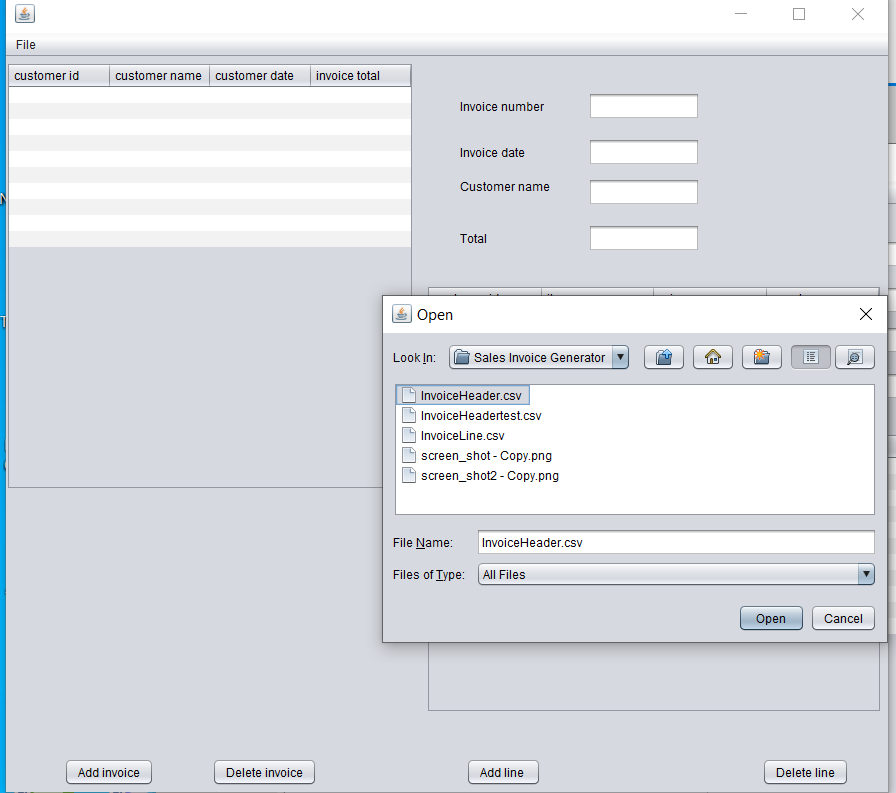 File
customer id customer name customer date invoice total
Invoice number
Invoice date
Customer name
Total
Open
Look In: Sales Invoice Generator
InvoiceHeader.csv
InvoiceHeadertest.csv
InvoiceLine.csv
screen_shot - Copy.png
screen_shot2 - Copy.png
File Name: InvoiceHeader.csv
Files of Type: All Files
Open Cancel
Add invoice Delete invoice Add line Delete line